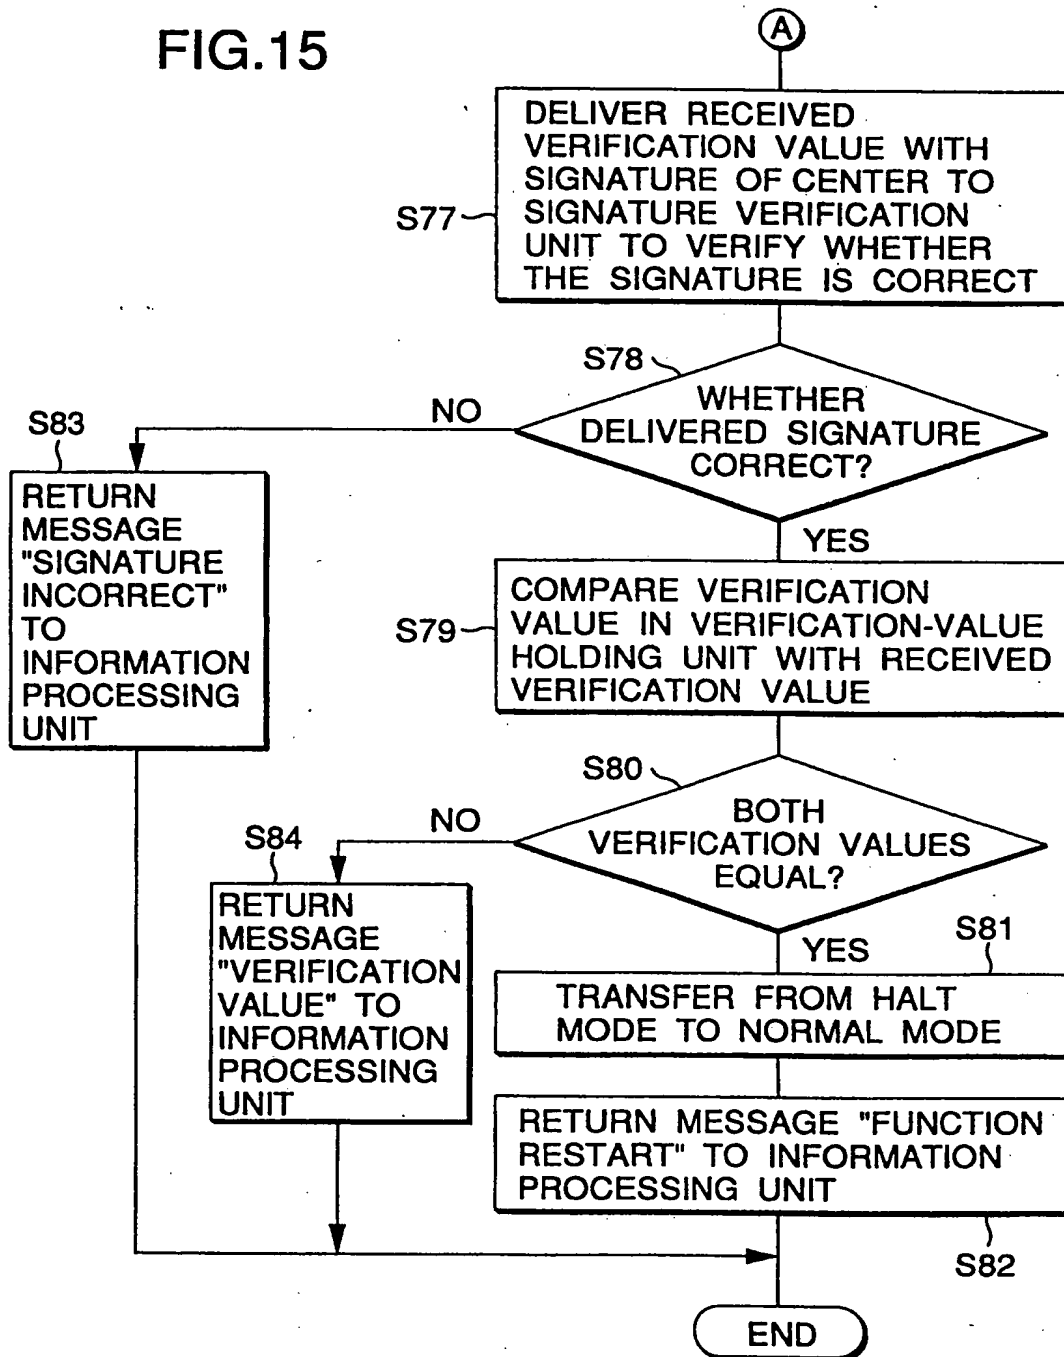 FIG.15
A
DELIVER RECEIVED
VERIFICATION VALUE WITH
SIGNATURE OF CENTER TO
SIGNATURE VERIFICATION
UNIT TO VERIFY WHETHER
THE SIGNATURE IS CORRECT
S77
S78
WHETHER
DELIVERED SIGNATURE
CORRECT?
NO
YES
S83
RETURN
MESSAGE
"SIGNATURE
INCORRECT"
TO
INFORMATION
PROCESSING
UNIT
S79
COMPARE VERIFICATION
VALUE IN VERIFICATION-VALUE
HOLDING UNIT WITH RECEIVED
VERIFICATION VALUE
S80
BOTH
VERIFICATION VALUES
EQUAL?
NO
YES
S84
RETURN
MESSAGE
"VERIFICATION
VALUE" TO
INFORMATION
PROCESSING
UNIT
S81
TRANSFER FROM HALT
MODE TO NORMAL MODE
RETURN MESSAGE "FUNCTION
RESTART" TO INFORMATION
PROCESSING UNIT
S82
END